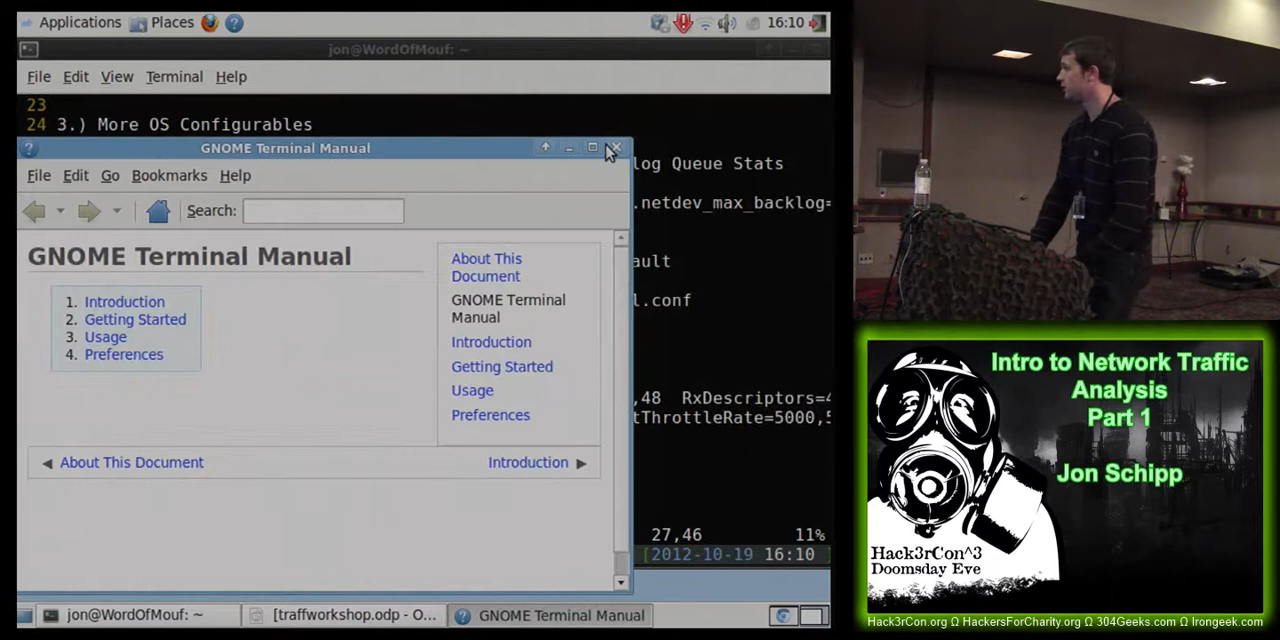 Applications Places 16:10
jon@WordOfMouf: ~
File Edit View Terminal Help
23
24 3.) More OS Configurables
GNOME Terminal Manual
log Queue Stats
File Edit Go Bookmarks Help
.netdev_max_backlog=
Search:
GNOME Terminal Manual
1. Introduction
2. Getting Started
3. Usage
4. Preferences
About This
Document
GNOME Terminal
Manual
Introduction
Getting Started
Usage
Preferences
ault
l.conf
,48 RxDescriptors=4
tThrottleRate=5000,5
About This Document
Introduction
27,46 11%
[2012-10-19 16:10 ]
jon@WordOfMouf: ~
[traffworkshop.odp - O...
GNOME Terminal Manual
Intro to Network Traffic
Analysis
Part 1
Jon Schipp
Hack3rCon^3
Doomsday Eve
Hack3rCon.org Ω HackersForCharity.org Ω 304Geeks.com Ω Irongeek.com